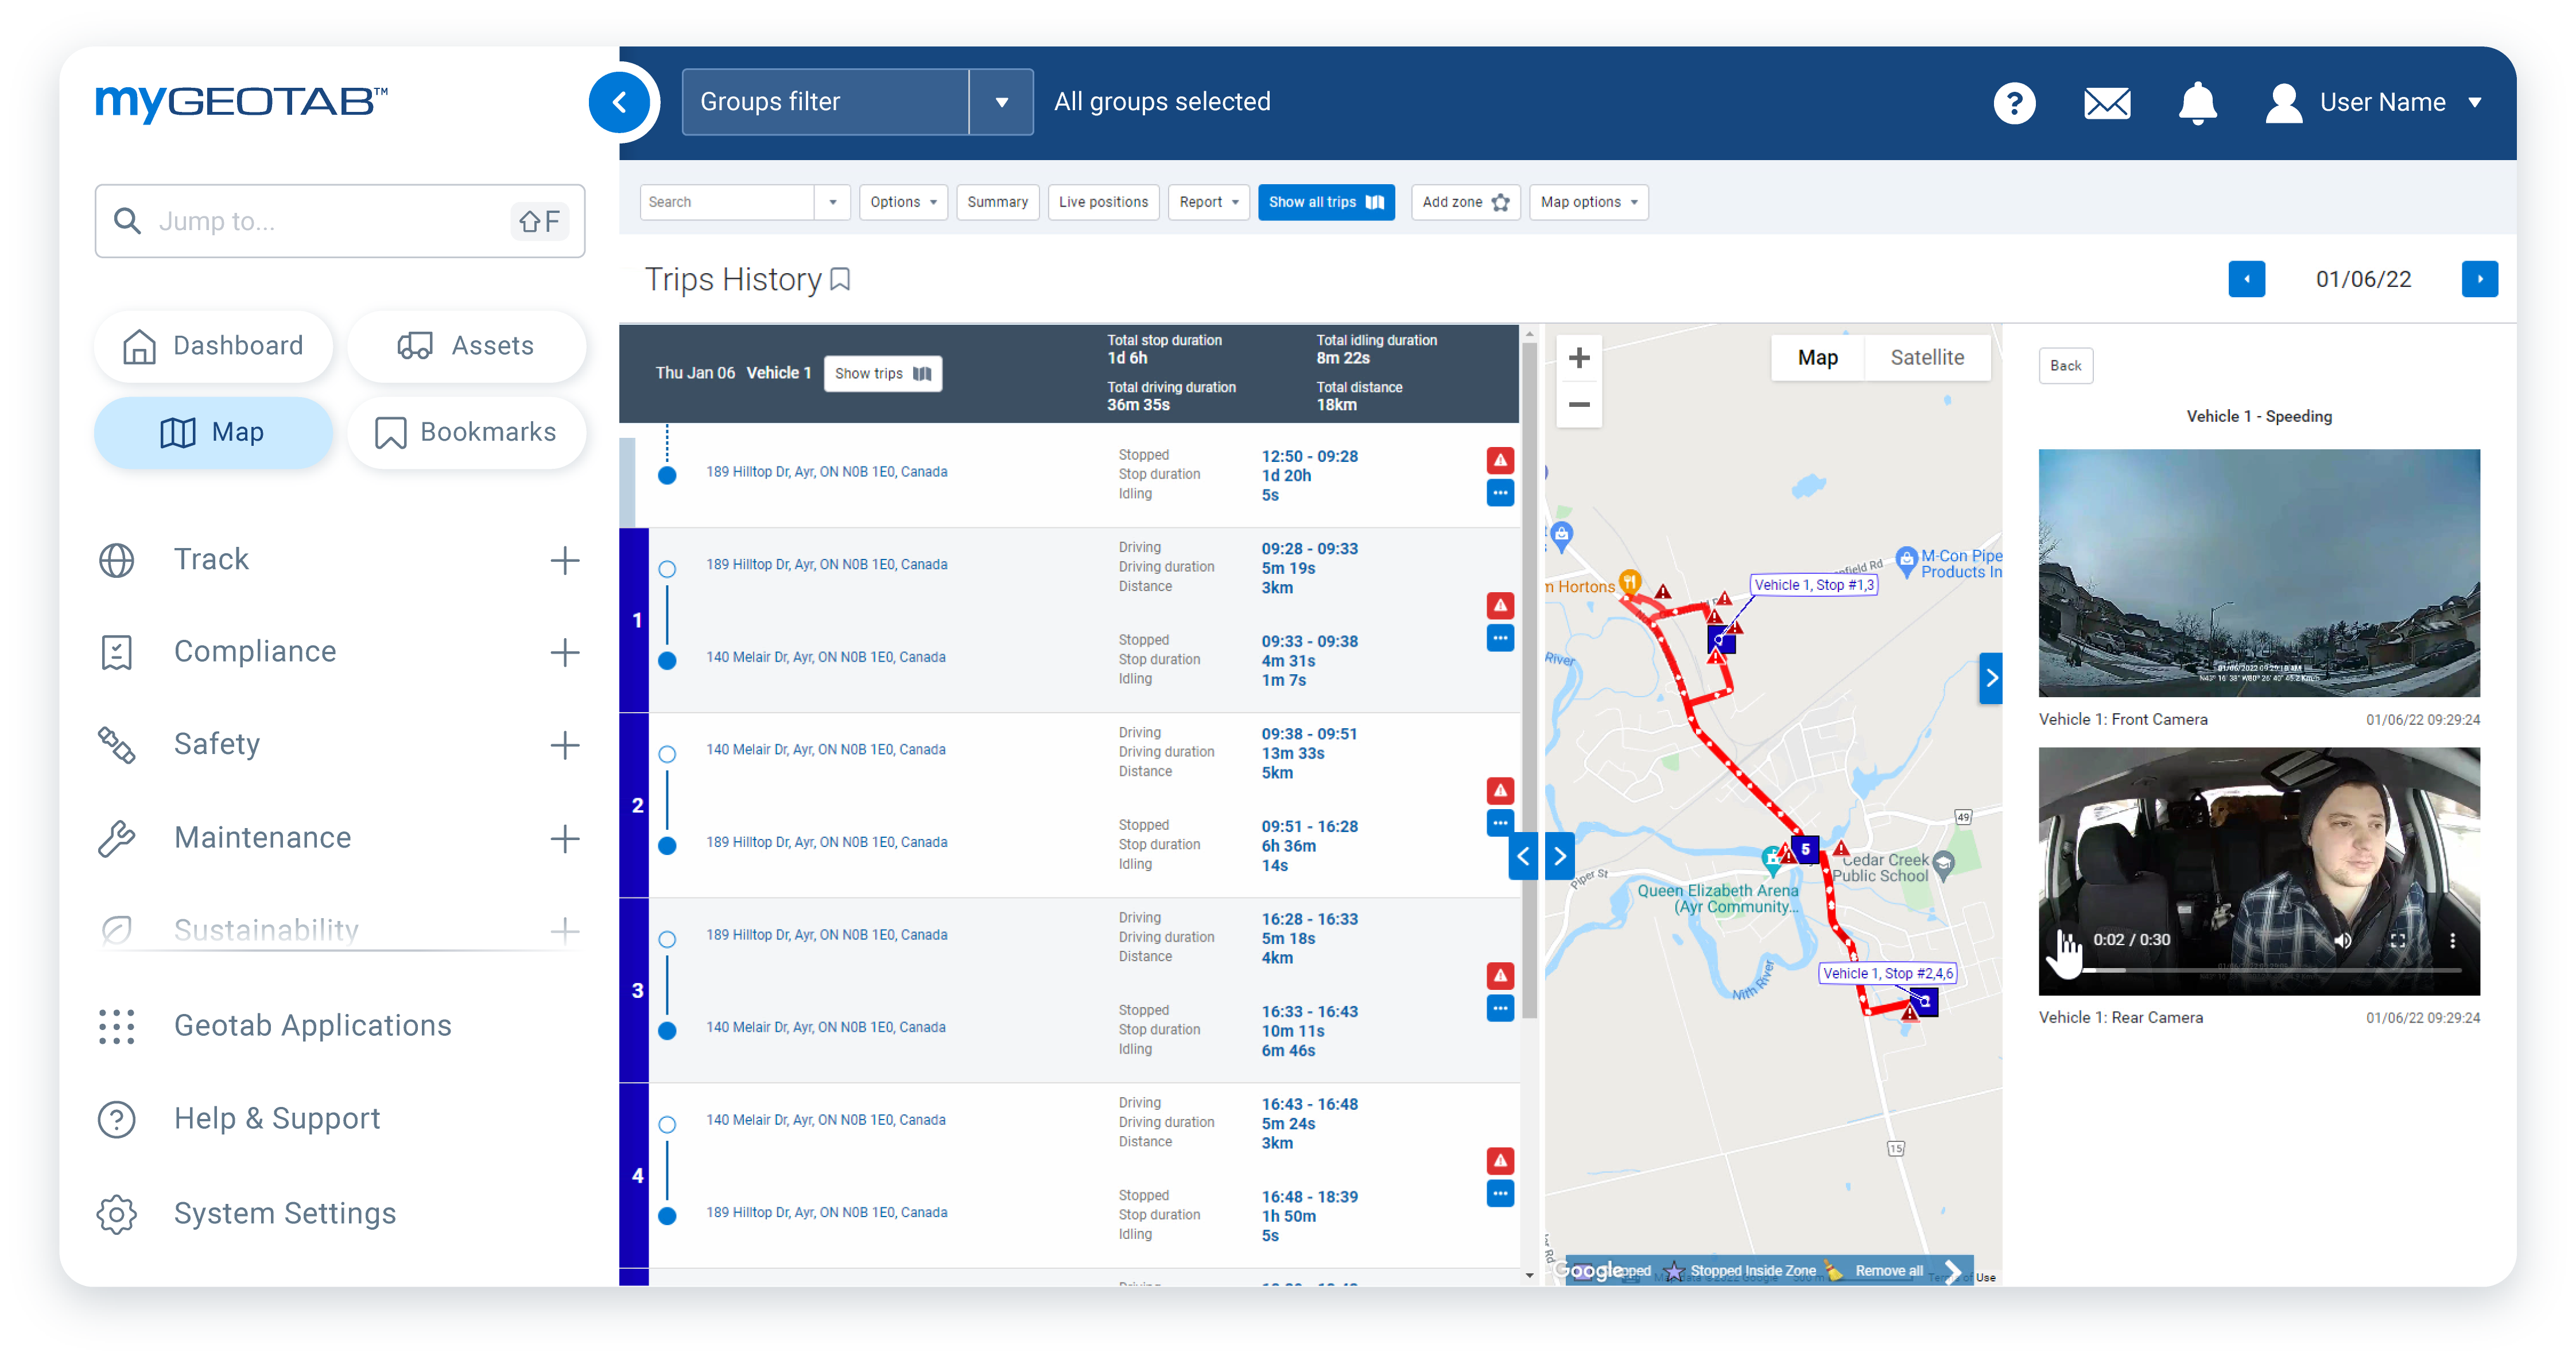 myGEOTAB™
Groups filter
All groups selected
?
User Name
Jump to...
F
Search
Options
Summary
Live positions
Report
Show all trips
Add zone
Map options
Dashboard
Assets
Map
Bookmarks
Track
Compliance
Safety
Maintenance
Sustainability
Geotab Applications
Help & Support
System Settings
Trips History
01/06/22
Thu Jan 06 Vehicle 1
Show trips
Total stop duration
1d 6h
Total idling duration
8m 22s
Total driving duration
36m 35s
Total distance
18km
189 Hilltop Dr, Ayr, ON N0B 1E0, Canada
Stopped 12:50 - 09:28
Stop duration 1d 20h
Idling 5s
1
189 Hilltop Dr, Ayr, ON N0B 1E0, Canada
Driving 09:28 - 09:33
Driving duration 5m 19s
Distance 3km
140 Melair Dr, Ayr, ON N0B 1E0, Canada
Stopped 09:33 - 09:38
Stop duration 4m 31s
Idling 1m 7s
2
140 Melair Dr, Ayr, ON N0B 1E0, Canada
Driving 09:38 - 09:51
Driving duration 13m 33s
Distance 5km
189 Hilltop Dr, Ayr, ON N0B 1E0, Canada
Stopped 09:51 - 16:28
Stop duration 6h 36m
Idling 14s
3
189 Hilltop Dr, Ayr, ON N0B 1E0, Canada
Driving 16:28 - 16:33
Driving duration 5m 18s
Distance 4km
140 Melair Dr, Ayr, ON N0B 1E0, Canada
Stopped 16:33 - 16:43
Stop duration 10m 11s
Idling 6m 46s
4
140 Melair Dr, Ayr, ON N0B 1E0, Canada
Driving 16:43 - 16:48
Driving duration 5m 24s
Distance 3km
189 Hilltop Dr, Ayr, ON N0B 1E0, Canada
Stopped 16:48 - 18:39
Stop duration 1h 50m
Idling 5s
Map
Satellite
M-Con Pipe
Products In
nfield Rd
Vehicle 1, Stop #1,3
m Hortons
River
49
5
Cedar Creek
Public School
Piper St
Queen Elizabeth Arena
(Ayr Community...
Vehicle 1, Stop #2,4,6
2
Nith River
15
Google
Stopped Inside Zone
Remove all
Use
Back
Vehicle 1 - Speeding
Vehicle 1: Front Camera
01/06/22 09:29:24
0:02 / 0:30
Vehicle 1: Rear Camera
01/06/22 09:29:24